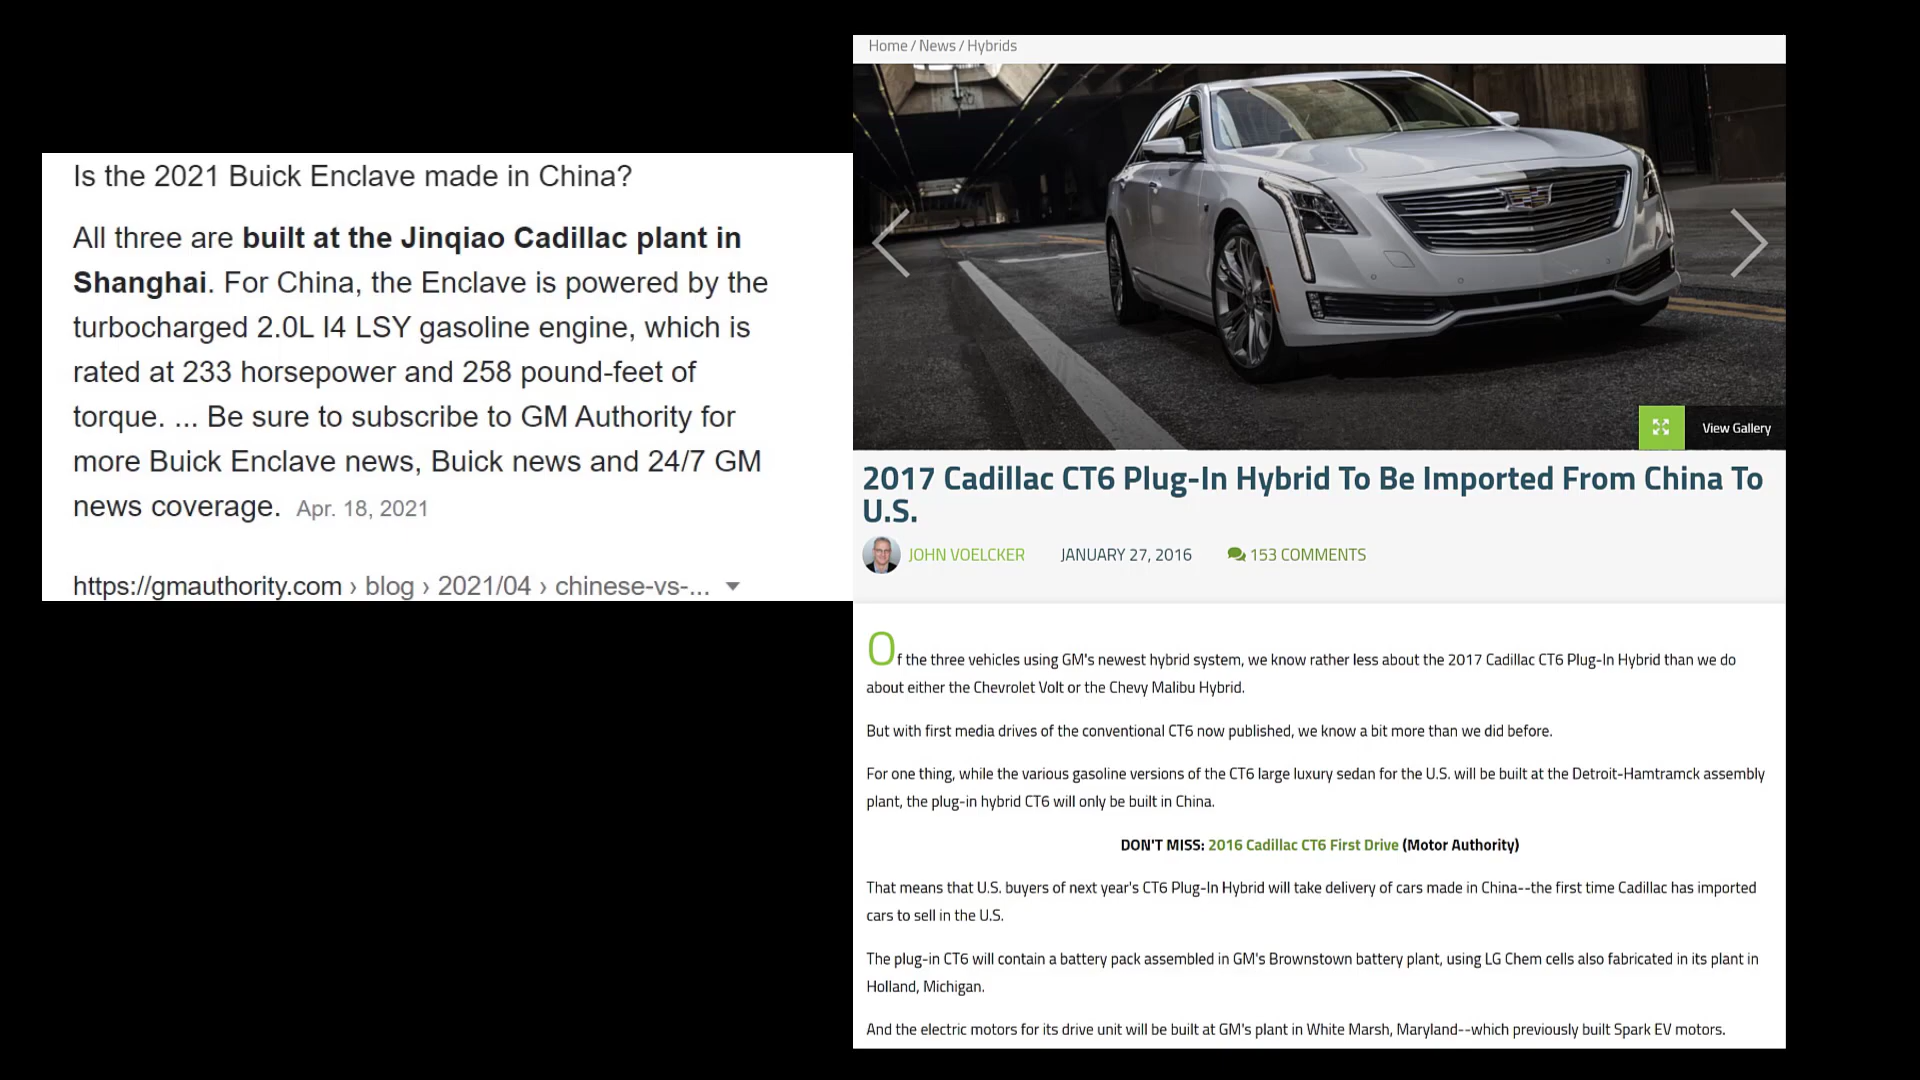 Is the 2021 Buick Enclave made in China?
All three are built at the Jinqiao Cadillac plant in
Shanghai. For China, the Enclave is powered by the
turbocharged 2.0L I4 LSY gasoline engine, which is
rated at 233 horsepower and 258 pound-feet of
torque. ... Be sure to subscribe to GM Authority for
more Buick Enclave news, Buick news and 24/7 GM
news coverage. Apr. 18, 2021
https://gmauthority.com › blog › 2021/04 › chinese-vs-...
Home / News / Hybrids
View Gallery
2017 Cadillac CT6 Plug-In Hybrid To Be Imported From China To
U.S.
JOHN VOELCKER JANUARY 27, 2016 153 COMMENTS
Of the three vehicles using GM's newest hybrid system, we know rather less about the 2017 Cadillac CT6 Plug-In Hybrid than we do
about either the Chevrolet Volt or the Chevy Malibu Hybrid.
But with first media drives of the conventional CT6 now published, we know a bit more than we did before.
For one thing, while the various gasoline versions of the CT6 large luxury sedan for the U.S. will be built at the Detroit-Hamtramck assembly
plant, the plug-in hybrid CT6 will only be built in China.
DON'T MISS: 2016 Cadillac CT6 First Drive (Motor Authority)
That means that U.S. buyers of next year's CT6 Plug-In Hybrid will take delivery of cars made in China--the first time Cadillac has imported
cars to sell in the U.S.
The plug-in CT6 will contain a battery pack assembled in GM's Brownstown battery plant, using LG Chem cells also fabricated in its plant in
Holland, Michigan.
And the electric motors for its drive unit will be built at GM's plant in White Marsh, Maryland--which previously built Spark EV motors.